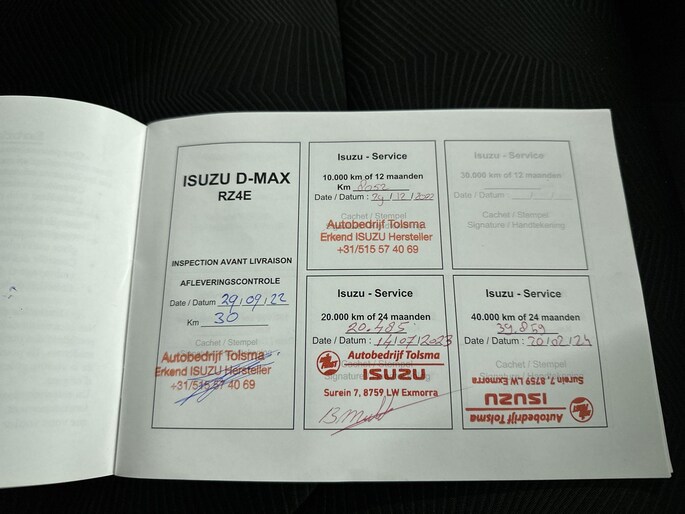 ISUZU D-MAX
RZ4E
INSPECTION AVANT LIVRAISON
AFLEVERINGSCONTROLE
Date / Datum 29,09,22
Km 30
Cachet / Stempel
Autobedrijf Tolsma
Erkend ISUZU Hersteller
+31/515 57 40 69
Isuzu - Service
10.000 km of 12 maanden
Km
Date / Datum : 29/12/2022
Cachet / Stempel
Autobedrijf Tolsma
Erkend ISUZU Hersteller
+31/515 57 40 69
Isuzu - Service
30.000 km of 12 maanden
Date / Datum :
Cachet / Stempel
Signature / Handtekening
Isuzu - Service
20.000 km of 24 maanden
20.485
Date / Datum : 14/07/2023
Autobedrijf Tolsma
ISUZU
Surein 7, 8759 LW Exmorra
Isuzu - Service
40.000 km of 24 maanden
39.859
Date / Datum : 20/02/24
Cachet / Stempel
Signature / Handtekening
Autobedrijf Tolsma
ISUZU
Surein 7, 8759 LW Exmorra